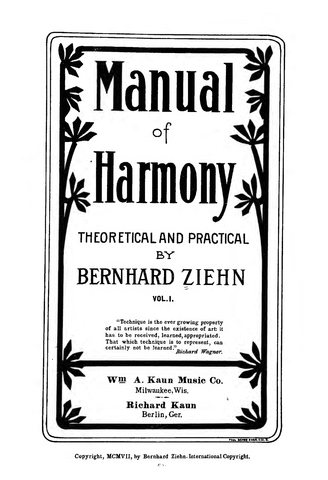 Manual
of
Harmony
THEORETICAL AND PRACTICAL
BY
BERNHARD ZIEHN
VOL. I.
"Technique is the ever growing property
of all artists since the existence of art: it
has to be received, learned, appropriated.
That which technique is to represent, can
certainly not be learned."
Richard Wagner.
Wm A. Kaun Music Co.
Milwaukee, Wis.
Richard Kaun
Berlin, Ger.
Copyright, MCMVII, by Bernhard Ziehn. International Copyright.